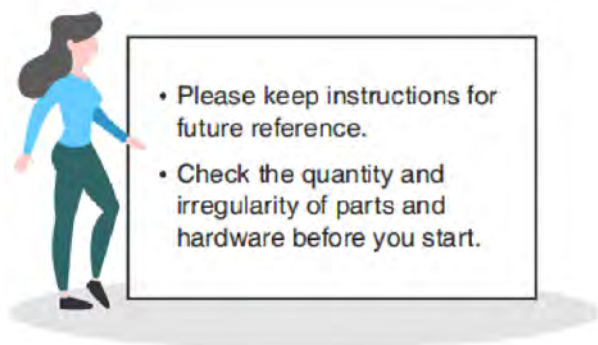 • Please keep instructions for
future reference.
• Check the quantity and
irregularity of parts and
hardware before you start.